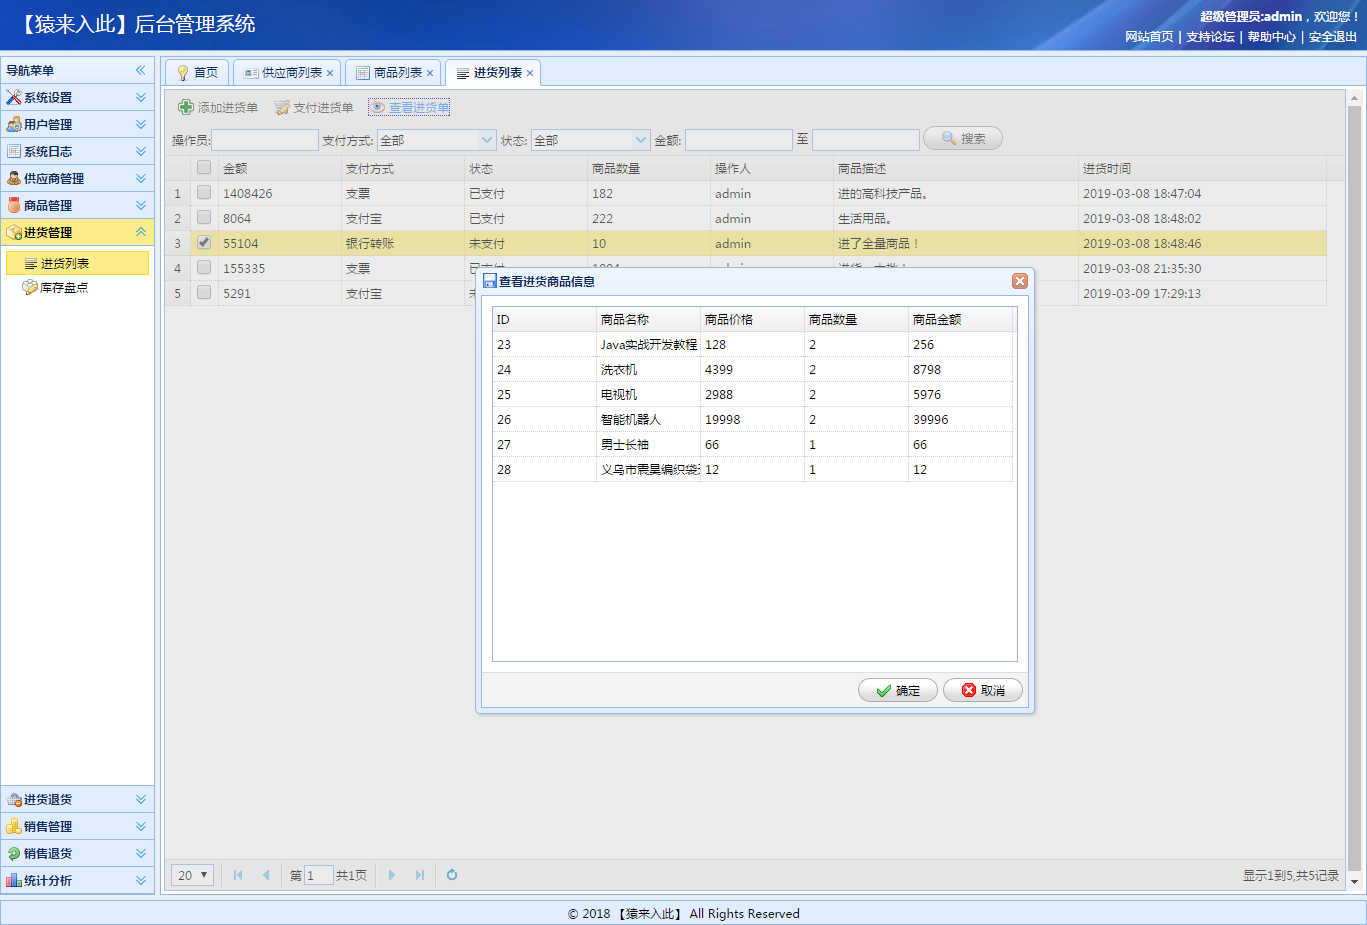 【猿来入此】后台管理系统
超级管理员:admin，欢迎您！
网站首页 | 支持论坛 | 帮助中心 | 安全退出
导航菜单
系统设置
用户管理
系统日志
供应商管理
商品管理
进货管理
进货列表
库存盘点
进货退货
销售管理
销售退货
统计分析
首页 供应商列表 商品列表 进货列表
添加进货单 支付进货单 查看进货单
操作员: 支付方式: 全部 状态: 全部 金额: 至 搜索
金额 支付方式 状态 商品数量 操作人 商品描述 进货时间
1 1408426 支票 已支付 182 admin 进的高科技产品。 2019-03-08 18:47:04
2 8064 支付宝 已支付 222 admin 生活用品。 2019-03-08 18:48:02
3 55104 银行转账 未支付 10 admin 进了全量商品！ 2019-03-08 18:48:46
4 155335 支票 2019-03-08 21:35:30
5 5291 支付宝 2019-03-09 17:29:13
查看进货商品信息
ID 商品名称 商品价格 商品数量 商品金额
23 Java实战开发教程 128 2 256
24 洗衣机 4399 2 8798
25 电视机 2988 2 5976
26 智能机器人 19998 2 39996
27 男士长袖 66 1 66
28 义乌市震昊编织袋 12 1 12
确定 取消
20 第 1 共1页
显示1到5,共5记录
© 2018 【猿来入此】 All Rights Reserved